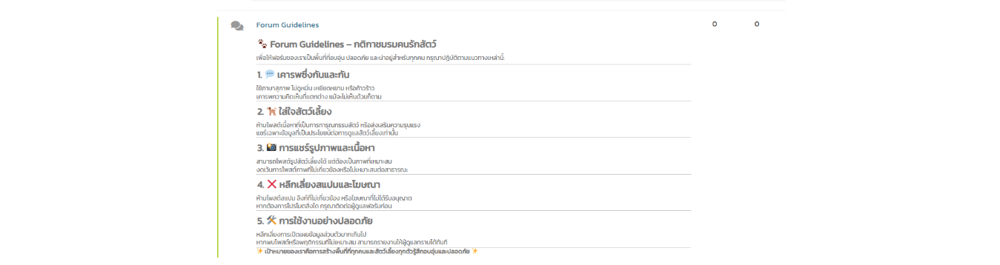 Forum Guidelines
0 0
🐾 Forum Guidelines – กติกาชมรมคนรักสัตว์
เพื่อให้ฟอรัมของเราเป็นพื้นที่ที่อบอุ่น ปลอดภัย และน่าอยู่สำหรับทุกคน กรุณาปฏิบัติตามแนวทางเหล่านี้:
1. 💬 เคารพซึ่งกันและกัน
ใช้ภาษาสุภาพ ไม่ดูหมิ่น เหยียดหยาม หรือก้าวร้าว
เคารพความคิดเห็นที่แตกต่าง แม้จะไม่เห็นด้วยก็ตาม
2. 🐕 ใส่ใจสัตว์เลี้ยง
ห้ามโพสต์เนื้อหาที่เป็นการทารุณกรรมสัตว์ หรือส่งเสริมความรุนแรง
แชร์เฉพาะข้อมูลที่เป็นประโยชน์ต่อการดูแลสัตว์เลี้ยงเท่านั้น
3. 📸 การแชร์รูปภาพและเนื้อหา
สามารถโพสต์รูปสัตว์เลี้ยงได้ แต่ต้องเป็นภาพที่เหมาะสม
งดเว้นการโพสต์ภาพที่ไม่เกี่ยวข้องหรือไม่เหมาะสมต่อสาธารณะ
4. ❌ หลีกเลี่ยงสแปมและโฆษณา
ห้ามโพสต์สแปม ลิงก์ที่ไม่เกี่ยวข้อง หรือโฆษณาที่ไม่ได้รับอนุญาต
หากต้องการโปรโมตสิ่งใด กรุณาติดต่อผู้ดูแลฟอรัมก่อน
5. 🛠️ การใช้งานอย่างปลอดภัย
หลีกเลี่ยงการเปิดเผยข้อมูลส่วนตัวมากเกินไป
หากพบโพสต์หรือพฤติกรรมที่ไม่เหมาะสม สามารถรายงานให้ผู้ดูแลทราบได้ทันที
✨ เป้าหมายของเราคือการสร้างพื้นที่ที่ทุกคนและสัตว์เลี้ยงทุกตัวรู้สึกอบอุ่นและปลอดภัย ✨